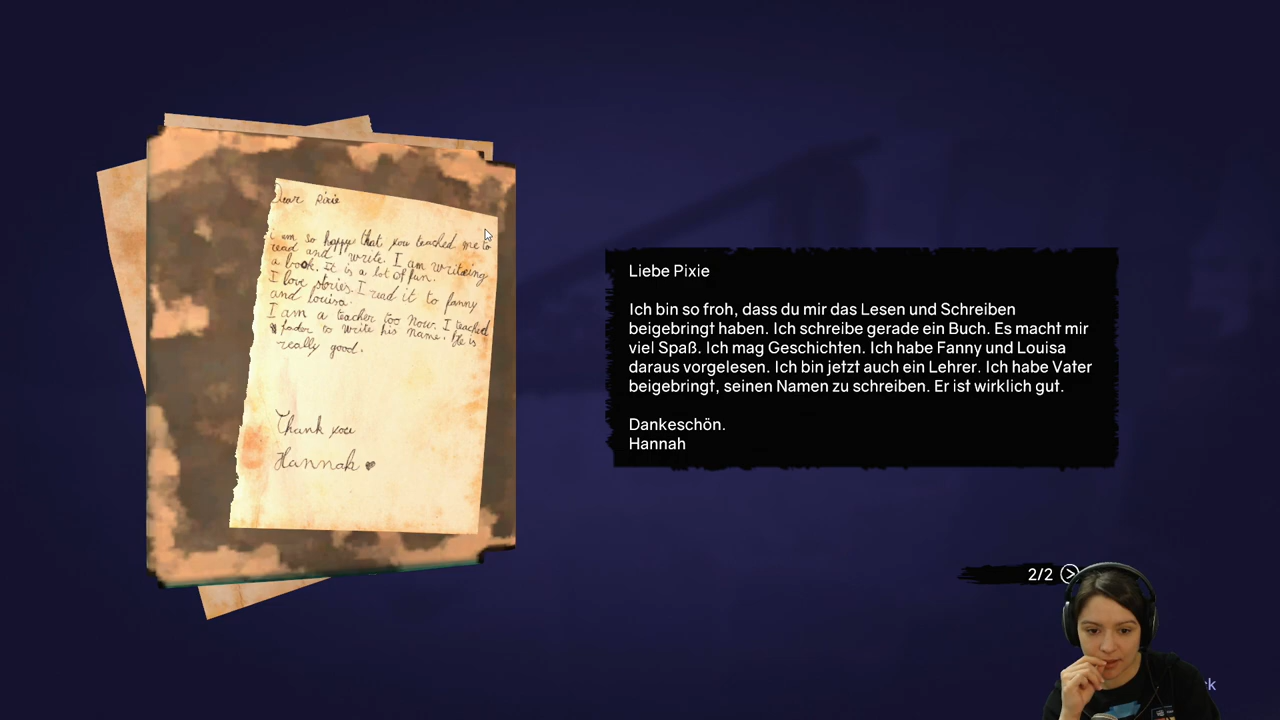 Dear Pixie
i am so happy that you teached me to
read and write. I am writeing
a book. It is a lot of fun.
I love stories. I read it to fanny
and louisa.
I am a teacher too now. I teached
fader to write his name. He is
really good.
Thank you
Hannah ♥
Liebe Pixie
Ich bin so froh, dass du mir das Lesen und Schreiben
beigebracht haben. Ich schreibe gerade ein Buch. Es macht mir
viel Spaß. Ich mag Geschichten. Ich habe Fanny und Louisa
daraus vorgelesen. Ich bin jetzt auch ein Lehrer. Ich habe Vater
beigebracht, seinen Namen zu schreiben. Er ist wirklich gut.
Dankeschön.
Hannah
2/2 >